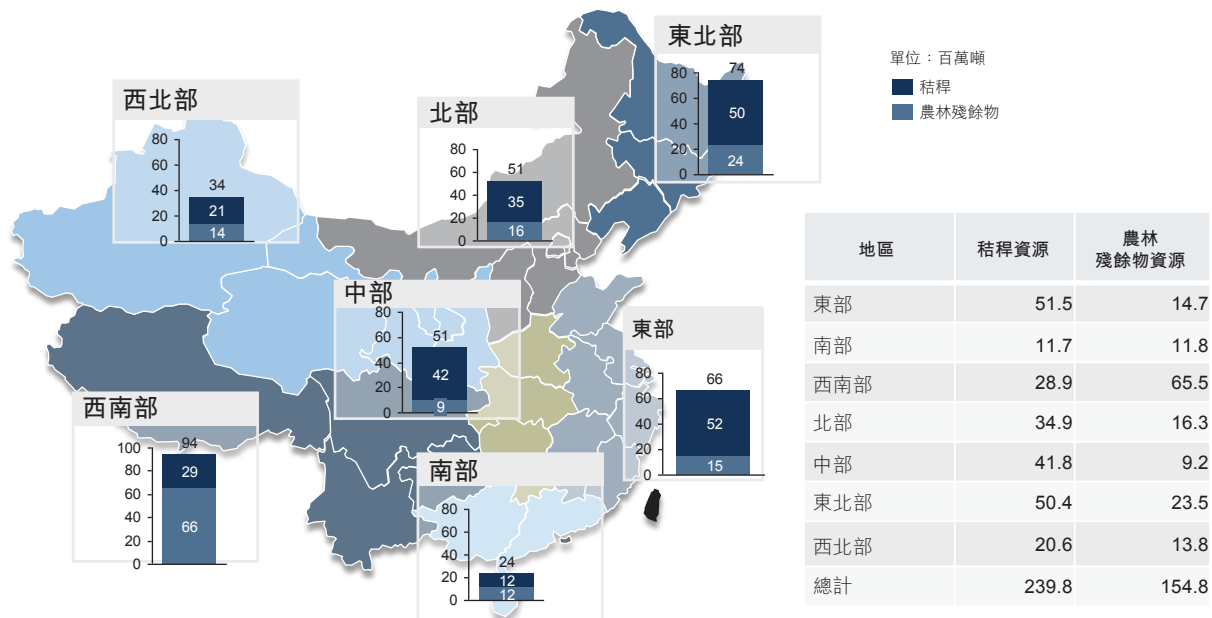 東北部
74
80
60
40
20
0
50
24
單位：百萬噸
秸稈
農林殘餘物
西北部
80
60
40
20
0
34
21
14
北部
80
60
40
20
0
51
35
16
中部
80
60
40
20
0
51
42
9
東部
80
60
40
20
0
66
52
15
西南部
100
80
60
40
20
0
94
29
66
南部
80
60
40
20
0
24
12
12
地區 秸稈資源 農林
殘餘物資源
東部 51.5 14.7
南部 11.7 11.8
西南部 28.9 65.5
北部 34.9 16.3
中部 41.8 9.2
東北部 50.4 23.5
西北部 20.6 13.8
總計 239.8 154.8